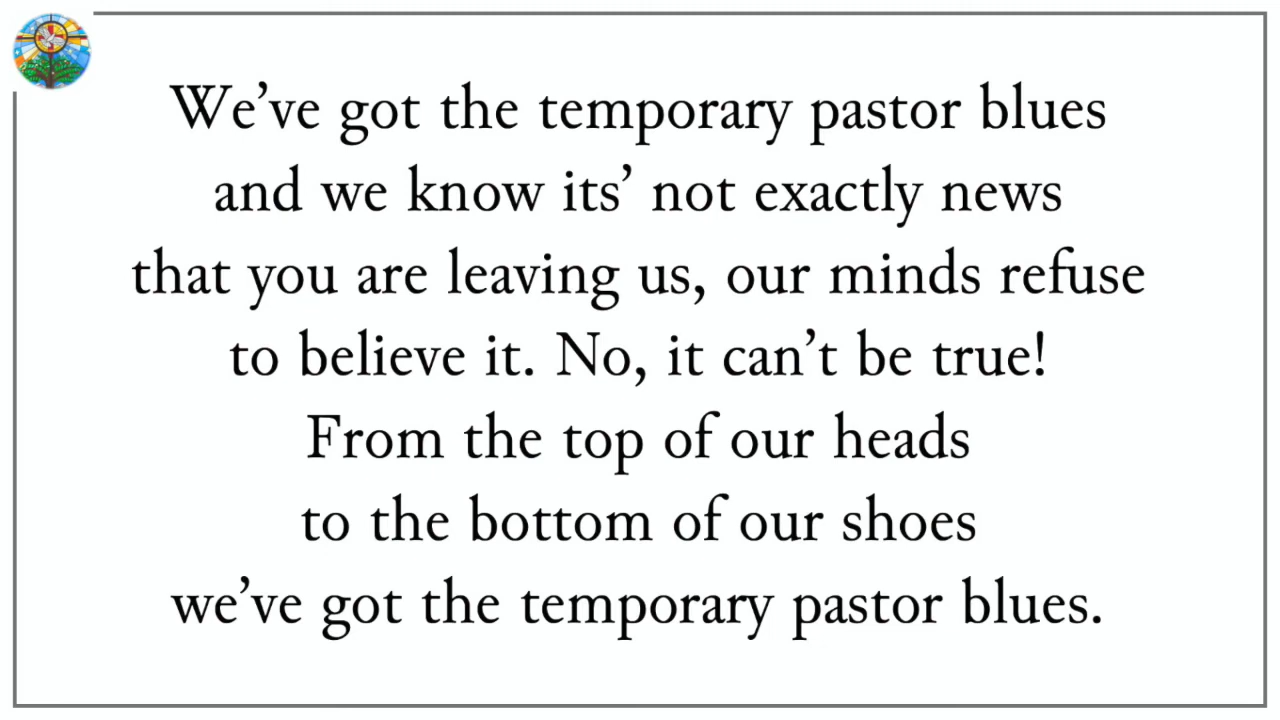 We’ve got the temporary pastor blues
and we know its’ not exactly news
that you are leaving us, our minds refuse
to believe it. No, it can’t be true!
From the top of our heads
to the bottom of our shoes
we’ve got the temporary pastor blues.